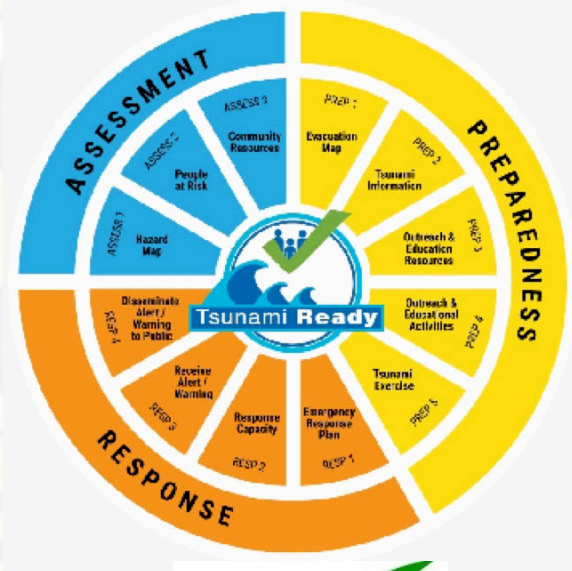 ASSESSMENT
ASSESS 1
Hazard
Map
ASSESS 2
People
at Risk
ASSESS 3
Community
Resources
PREPAREDNESS
PREP 1
Evacuation
Map
PREP 2
Tsunami
Information
PREP 3
Outreach &
Education
Resources
PREP 4
Outreach &
Educational
Activities
PREP 5
Tsunami
Exercise
RESPONSE
RESP 1
Emergency
Response
Plan
RESP 2
Response
Capacity
RESP 3
Receive
Alert /
Warning
RESP 4
Disseminate
Alert /
Warning
to Public
Tsunami Ready